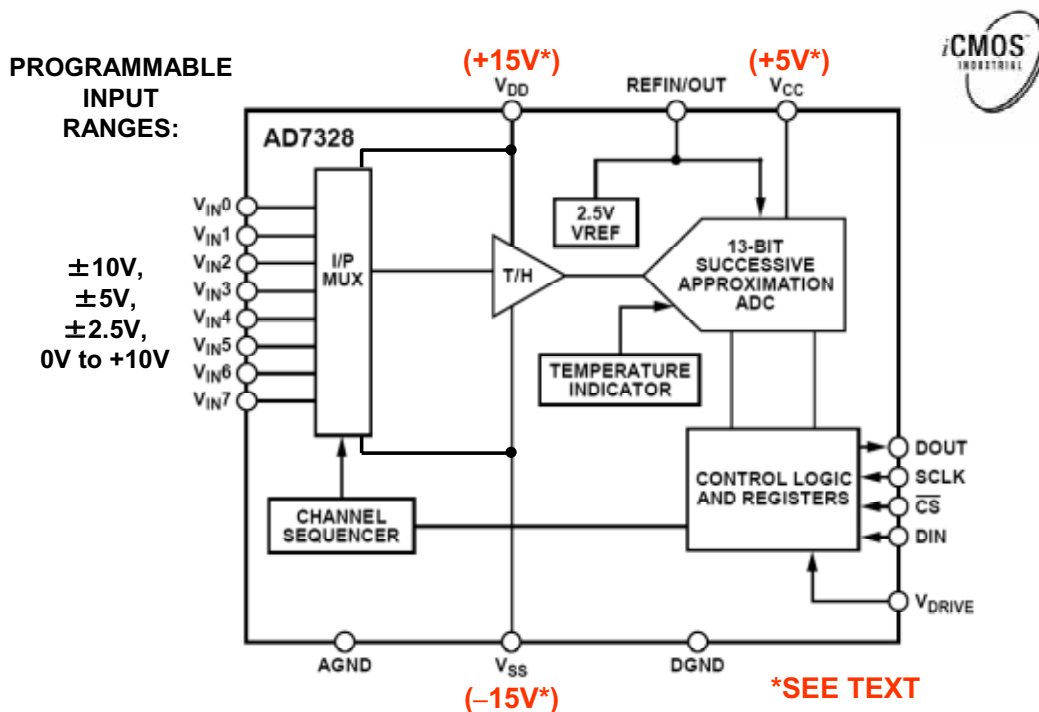 iCMOS™
INDUSTRIAL
PROGRAMMABLE
INPUT
RANGES:
(+15V*)
VDD
REFIN/OUT
(+5V*)
VCC
AD7328
VIN0
VIN1
VIN2
VIN3
VIN4
VIN5
VIN6
VIN7
±10V,
±5V,
±2.5V,
0V to +10V
I/P
MUX
T/H
2.5V
VREF
13-BIT
SUCCESSIVE
APPROXIMATION
ADC
TEMPERATURE
INDICATOR
CHANNEL
SEQUENCER
CONTROL LOGIC
AND REGISTERS
DOUT
SCLK
CS
DIN
VDRIVE
AGND
VSS
(–15V*)
DGND
*SEE TEXT